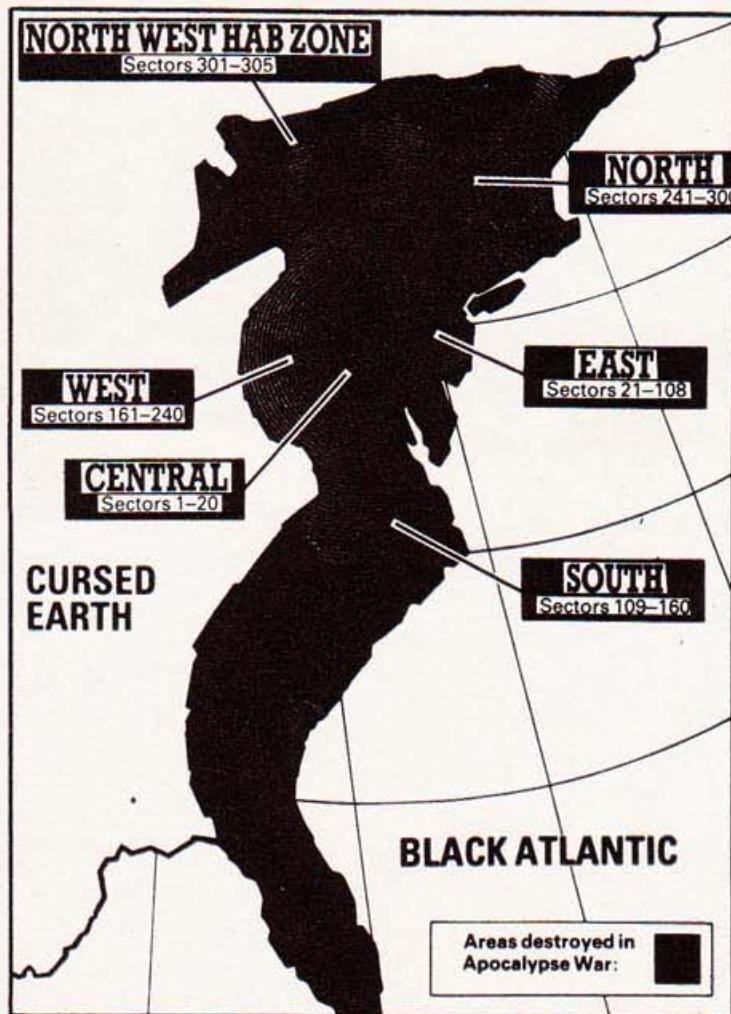 NORTH WEST HAB ZONE
Sectors 301–305
NORTH
Sectors 241–300
WEST
Sectors 161–240
EAST
Sectors 21–108
CENTRAL
Sectors 1–20
CURSED
EARTH
SOUTH
Sectors 109–160
BLACK ATLANTIC
Areas destroyed in
Apocalypse War: